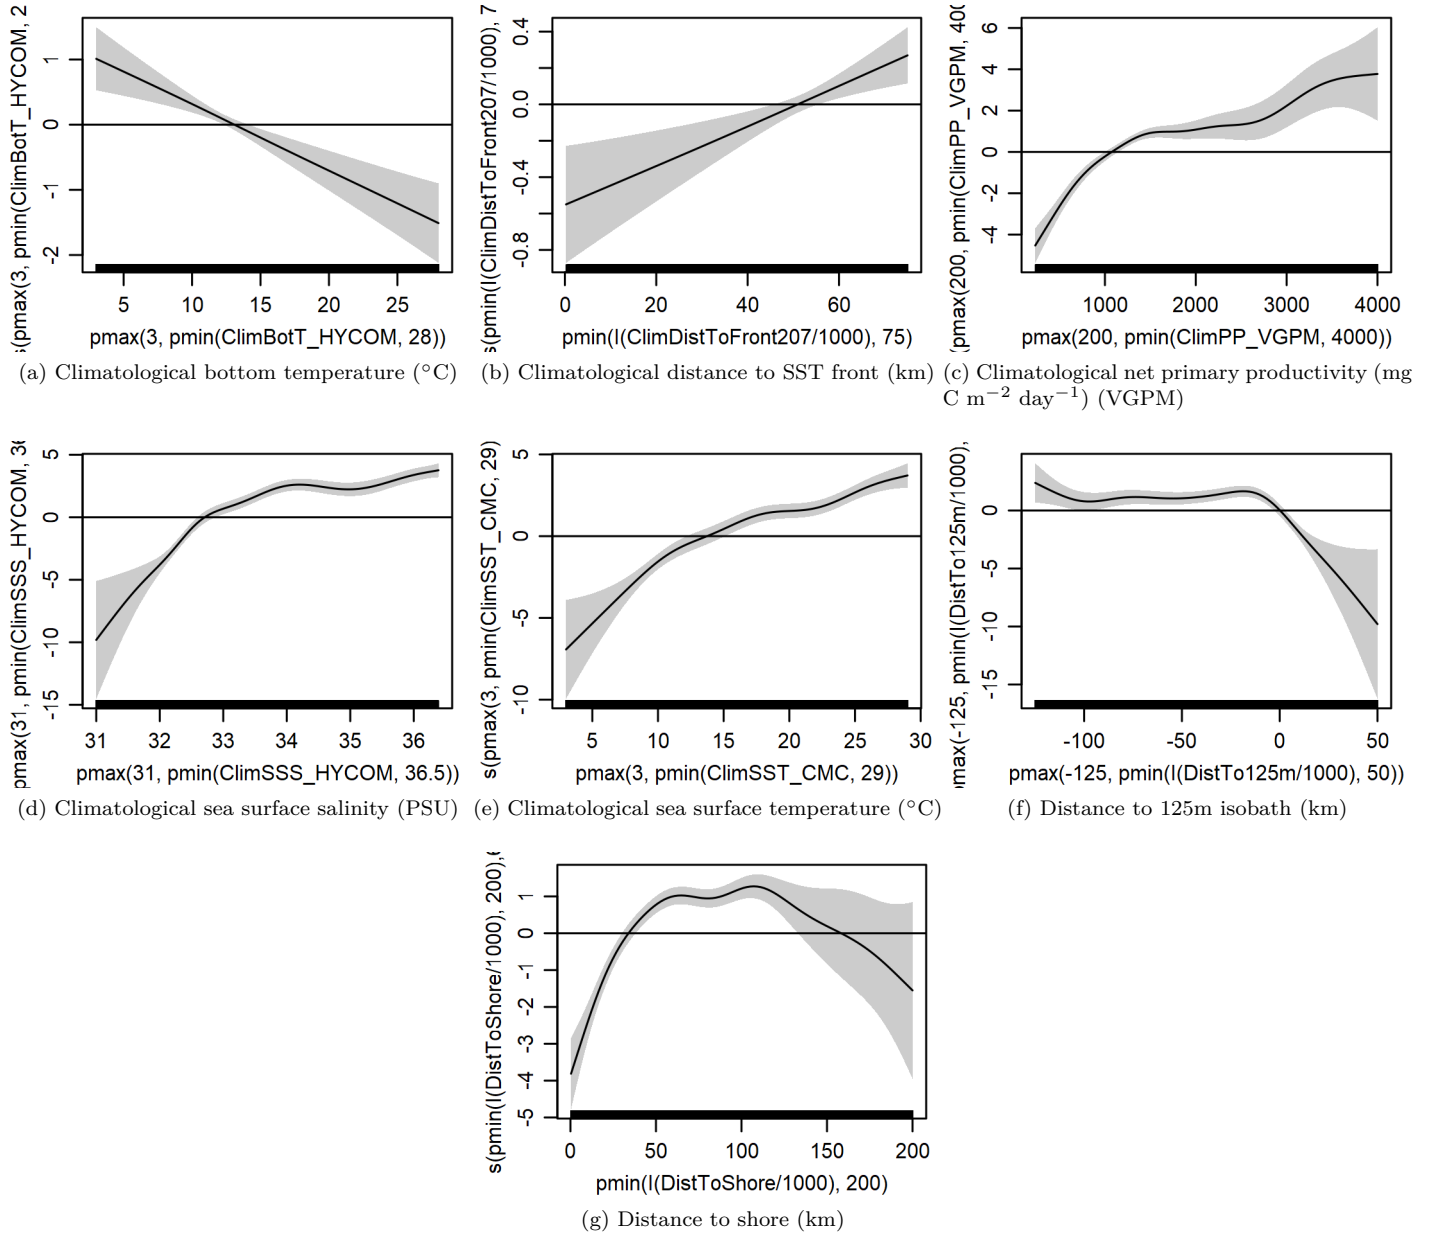 s(pmax(3, pmin(ClimBotT_HYCOM, 2
1
0
-1
-2
5 10 15 20 25
pmax(3, pmin(ClimBotT_HYCOM, 28))
(a) Climatological bottom temperature (°C)
s(pmin(I(ClimDistToFront207/1000), 7
0.4
0.0
-0.4
-0.8
0 20 40 60
pmin(I(ClimDistToFront207/1000), 75)
(b) Climatological distance to SST front (km)
(pmax(200, pmin(ClimPP_VGPM, 400
6
4
2
0
-2
-4
1000 2000 3000 4000
pmax(200, pmin(ClimPP_VGPM, 4000))
(c) Climatological net primary productivity (mg
C m−2 day−1) (VGPM)
pmax(31, pmin(ClimSSS_HYCOM, 36
5
0
-5
-10
-15
31 32 33 34 35 36
pmax(31, pmin(ClimSSS_HYCOM, 36.5))
(d) Climatological sea surface salinity (PSU)
s(pmax(3, pmin(ClimSST_CMC, 29)
5
0
-5
-10
5 10 15 20 25 30
pmax(3, pmin(ClimSST_CMC, 29))
(e) Climatological sea surface temperature (°C)
pmax(-125, pmin(I(DistTo125m/1000),
0
-5
-10
-15
-100 -50 0 50
pmax(-125, pmin(I(DistTo125m/1000), 50))
(f) Distance to 125m isobath (km)
s(pmin(I(DistToShore/1000), 200),
1
0
-1
-2
-3
-4
-5
0 50 100 150 200
pmin(I(DistToShore/1000), 200)
(g) Distance to shore (km)